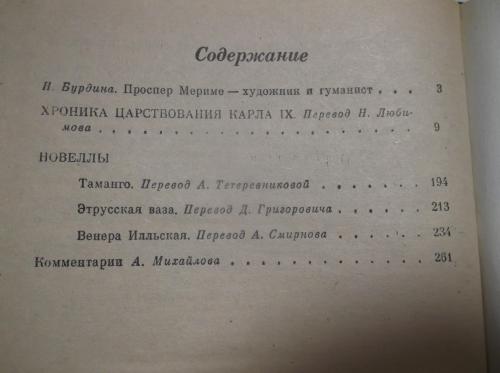 Содержание
И. Бурдина. Проспер Мериме — художник и гуманист . . . 3
ХРОНИКА ЦАРСТВОВАНИЯ КАРЛА IX. Перевод Н. Люби-
мова . . . . . . . . . . . . . . . . 9
НОВЕЛЛЫ
Таманго. Перевод А. Тетеревниковой . . . . . . . 194
Этрусская ваза. Перевод Д. Григоровича . . . . . . 213
Венера Илльская. Перевод А. Смирнова . . . . . . 234
Комментарии А. Михайлова . . . . . . . . . . 261